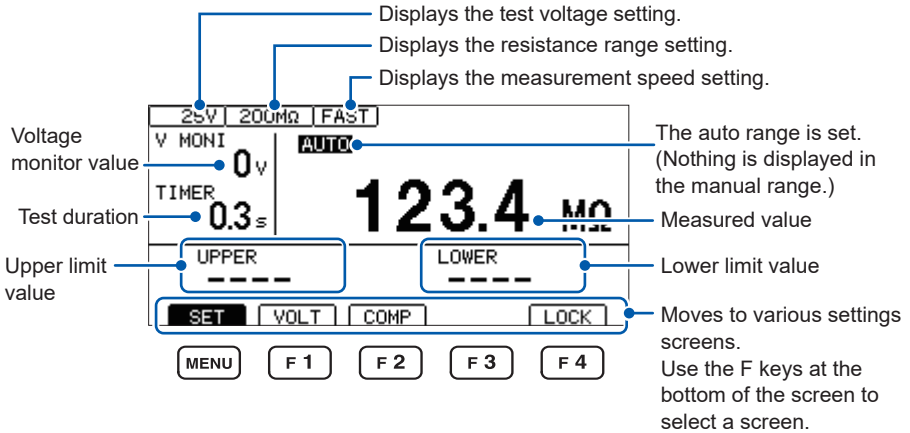 Displays the test voltage setting.
Displays the resistance range setting.
Displays the measurement speed setting.
25V 200MΩ FAST
Voltage
monitor value
V MONI
0 V
AUTO
The auto range is set.
(Nothing is displayed in
the manual range.)
Test duration
TIMER
0.3 s
123.4 MΩ
Measured value
Upper limit
value
UPPER
----
LOWER
----
Lower limit value
SET VOLT COMP LOCK
Moves to various settings
screens.
Use the F keys at the
bottom of the screen to
select a screen.
MENU F 1 F 2 F 3 F 4